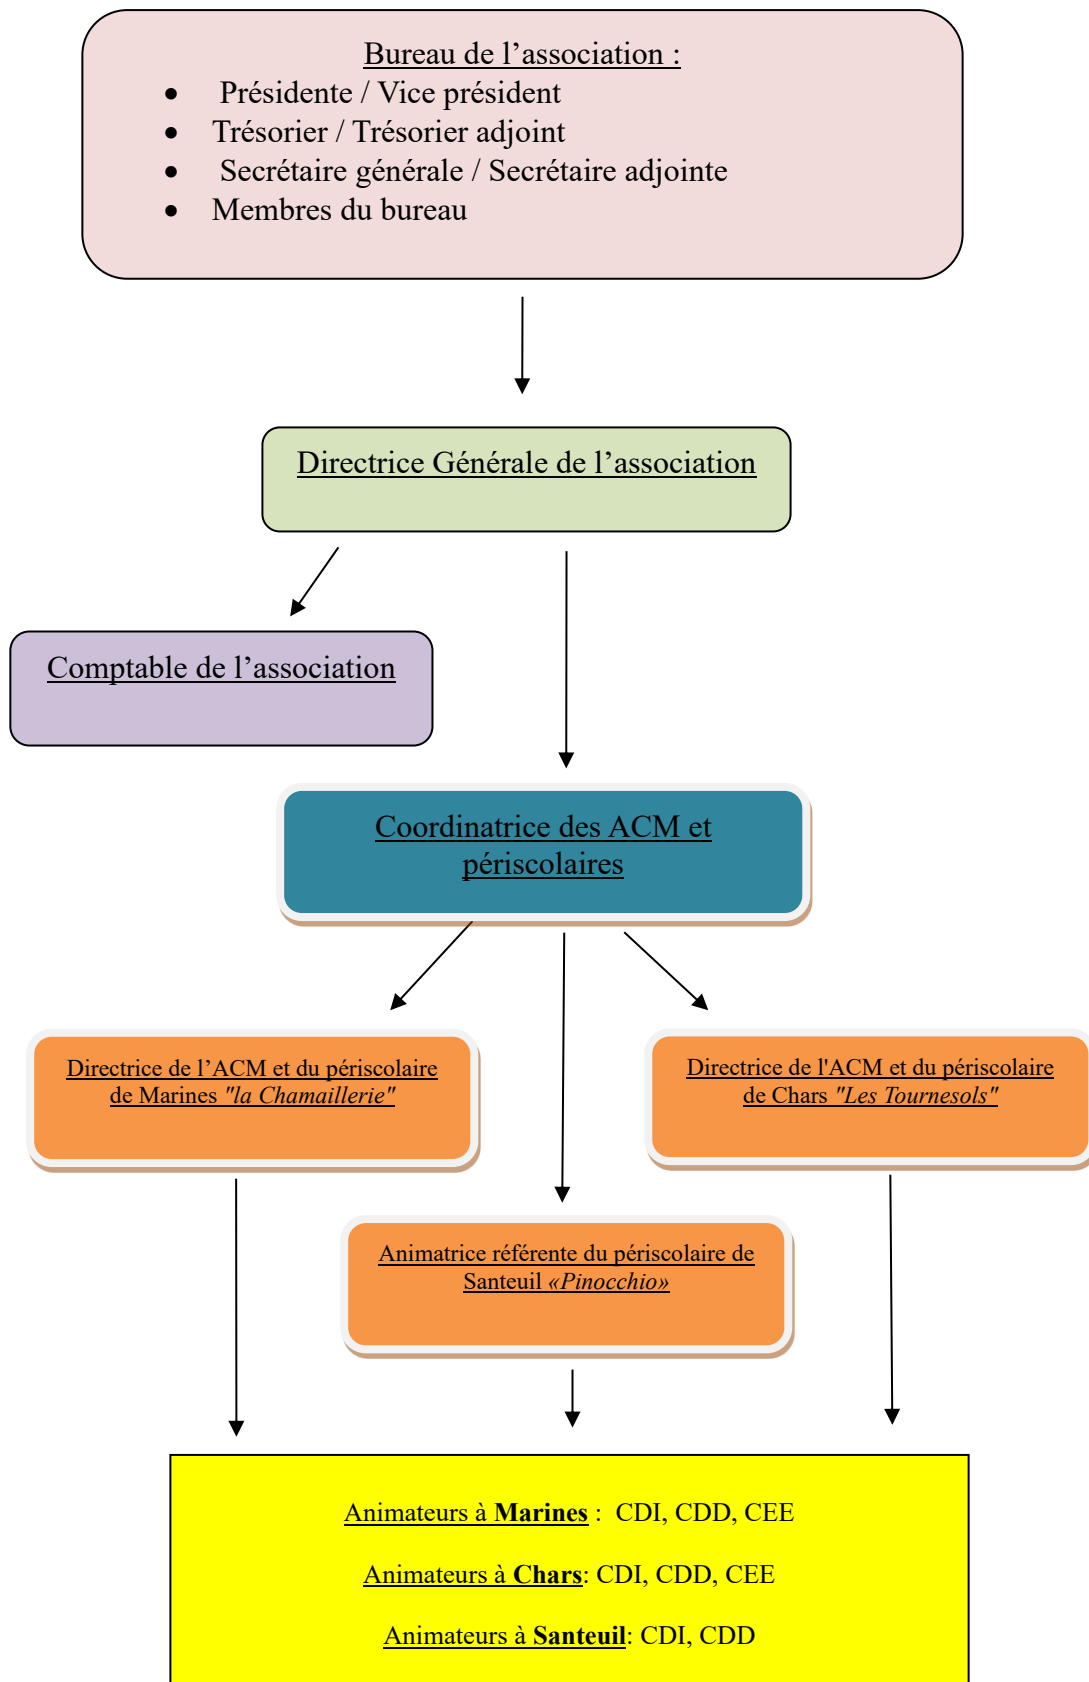 Bureau de l’association :
• Présidente / Vice président
• Trésorier / Trésorier adjoint
• Secrétaire générale / Secrétaire adjointe
• Membres du bureau
Directrice Générale de l’association
Comptable de l’association
Coordinatrice des ACM et
périscolaires
Directrice de l’ACM et du périscolaire
de Marines "la Chamaillerie"
Directrice de l'ACM et du périscolaire
de Chars "Les Tournesols"
Animatrice référente du périscolaire de
Santeuil «Pinocchio»
Animateurs à Marines : CDI, CDD, CEE
Animateurs à Chars: CDI, CDD, CEE
Animateurs à Santeuil: CDI, CDD